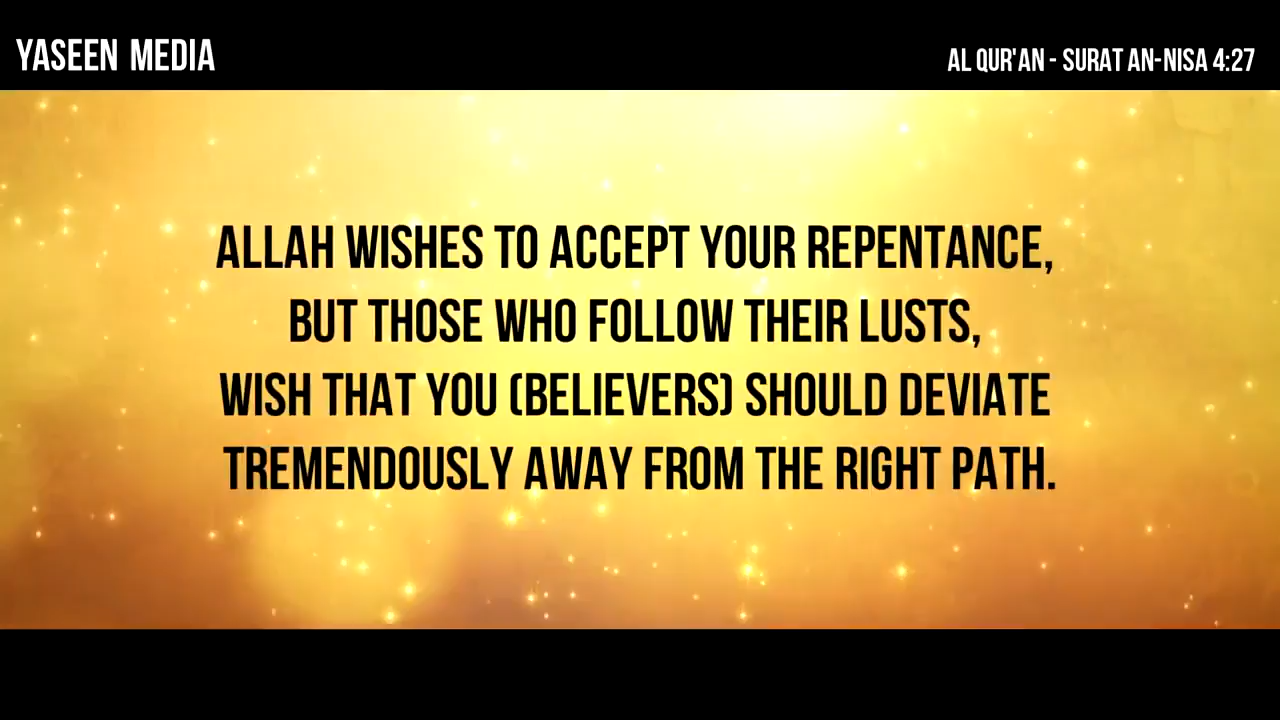 YASEEN MEDIA
AL QUR'AN - SURAT AN-NISA 4:27
ALLAH WISHES TO ACCEPT YOUR REPENTANCE,
BUT THOSE WHO FOLLOW THEIR LUSTS,
WISH THAT YOU (BELIEVERS) SHOULD DEVIATE
TREMENDOUSLY AWAY FROM THE RIGHT PATH.